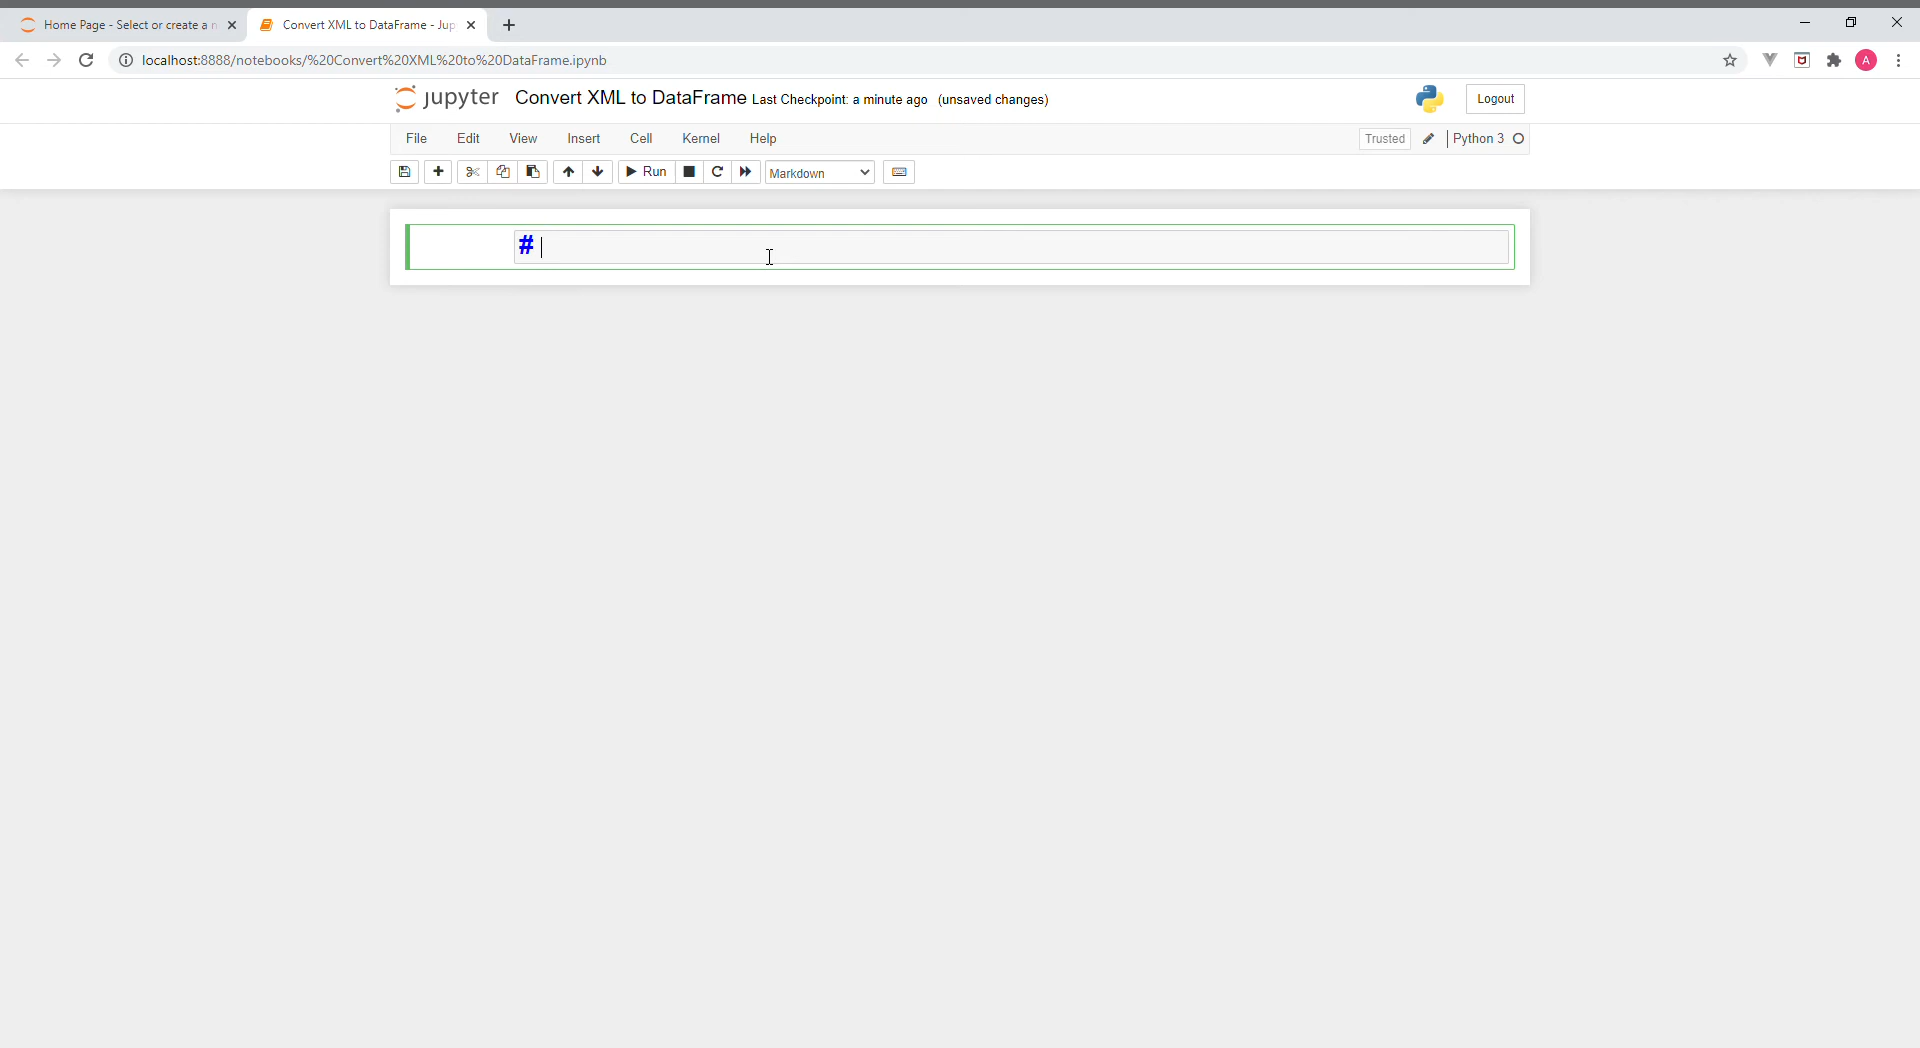 Home Page - Select or create a n
Convert XML to DataFrame - Jup
localhost:8888/notebooks/%20Convert%20XML%20to%20DataFrame.ipynb
A
jupyter Convert XML to DataFrame Last Checkpoint: a minute ago (unsaved changes)
Logout
File Edit View Insert Cell Kernel Help
Trusted Python 3
Run Markdown
#